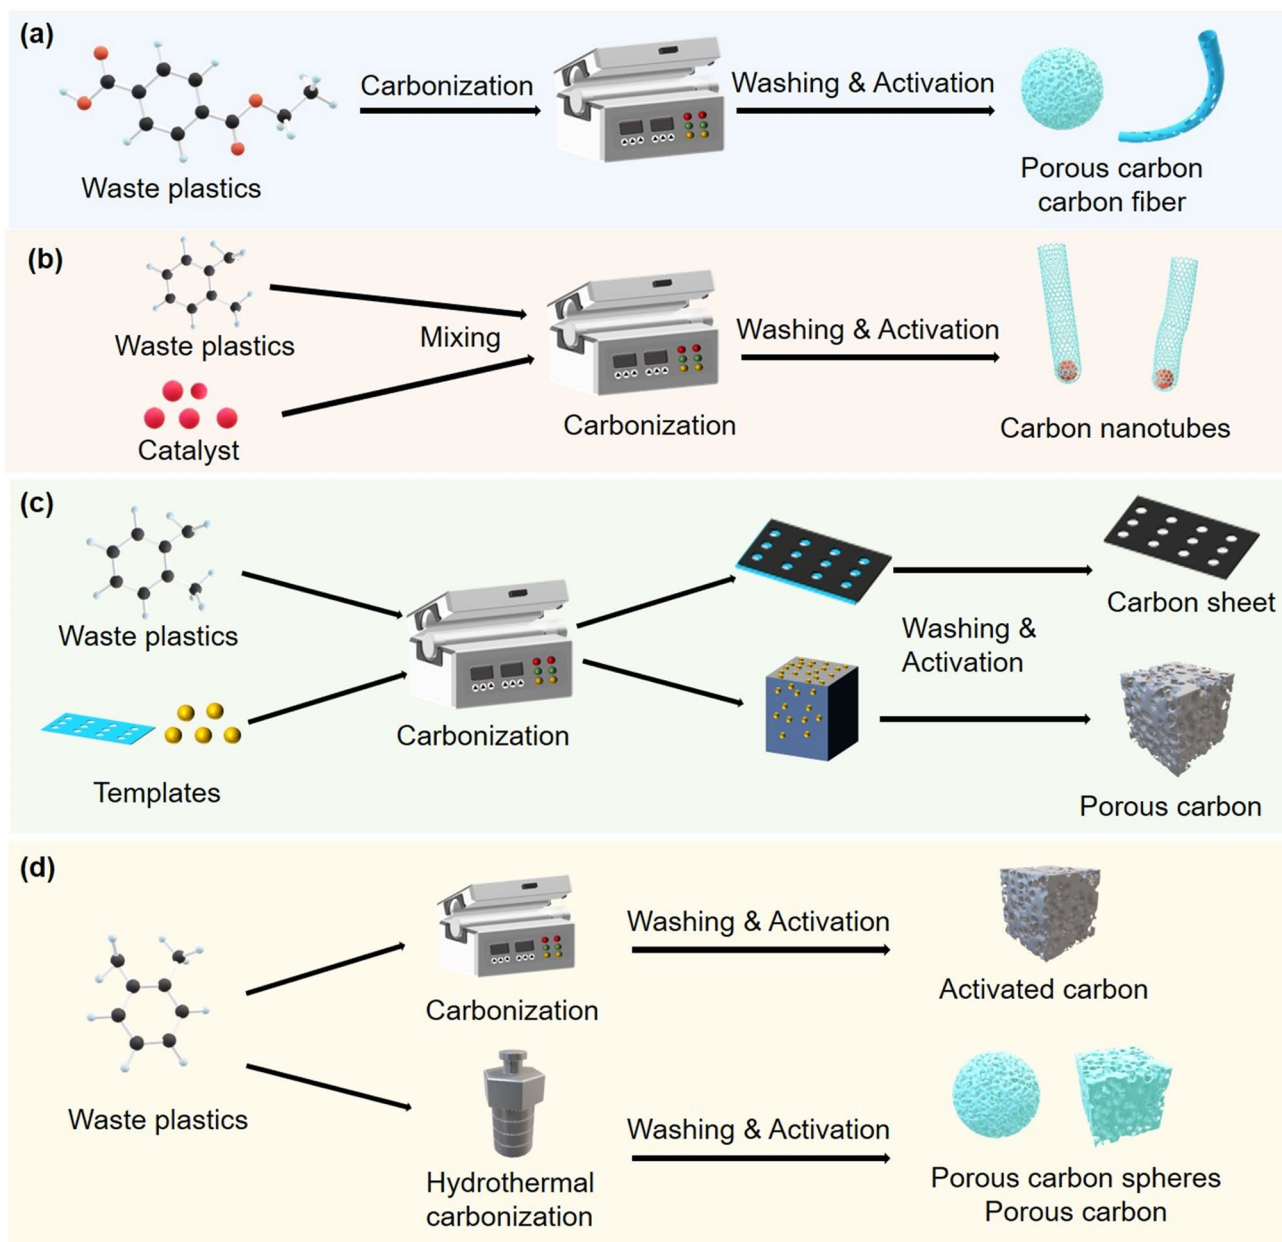 (a)
Carbonization
Washing & Activation
Waste plastics
Porous carbon
carbon fiber
(b)
Waste plastics
Mixing
Washing & Activation
Catalyst
Carbonization
Carbon nanotubes
(c)
Waste plastics
Carbon sheet
Washing &
Activation
Carbonization
Templates
Porous carbon
(d)
Washing & Activation
Carbonization
Activated carbon
Waste plastics
Washing & Activation
Hydrothermal
carbonization
Porous carbon spheres
Porous carbon